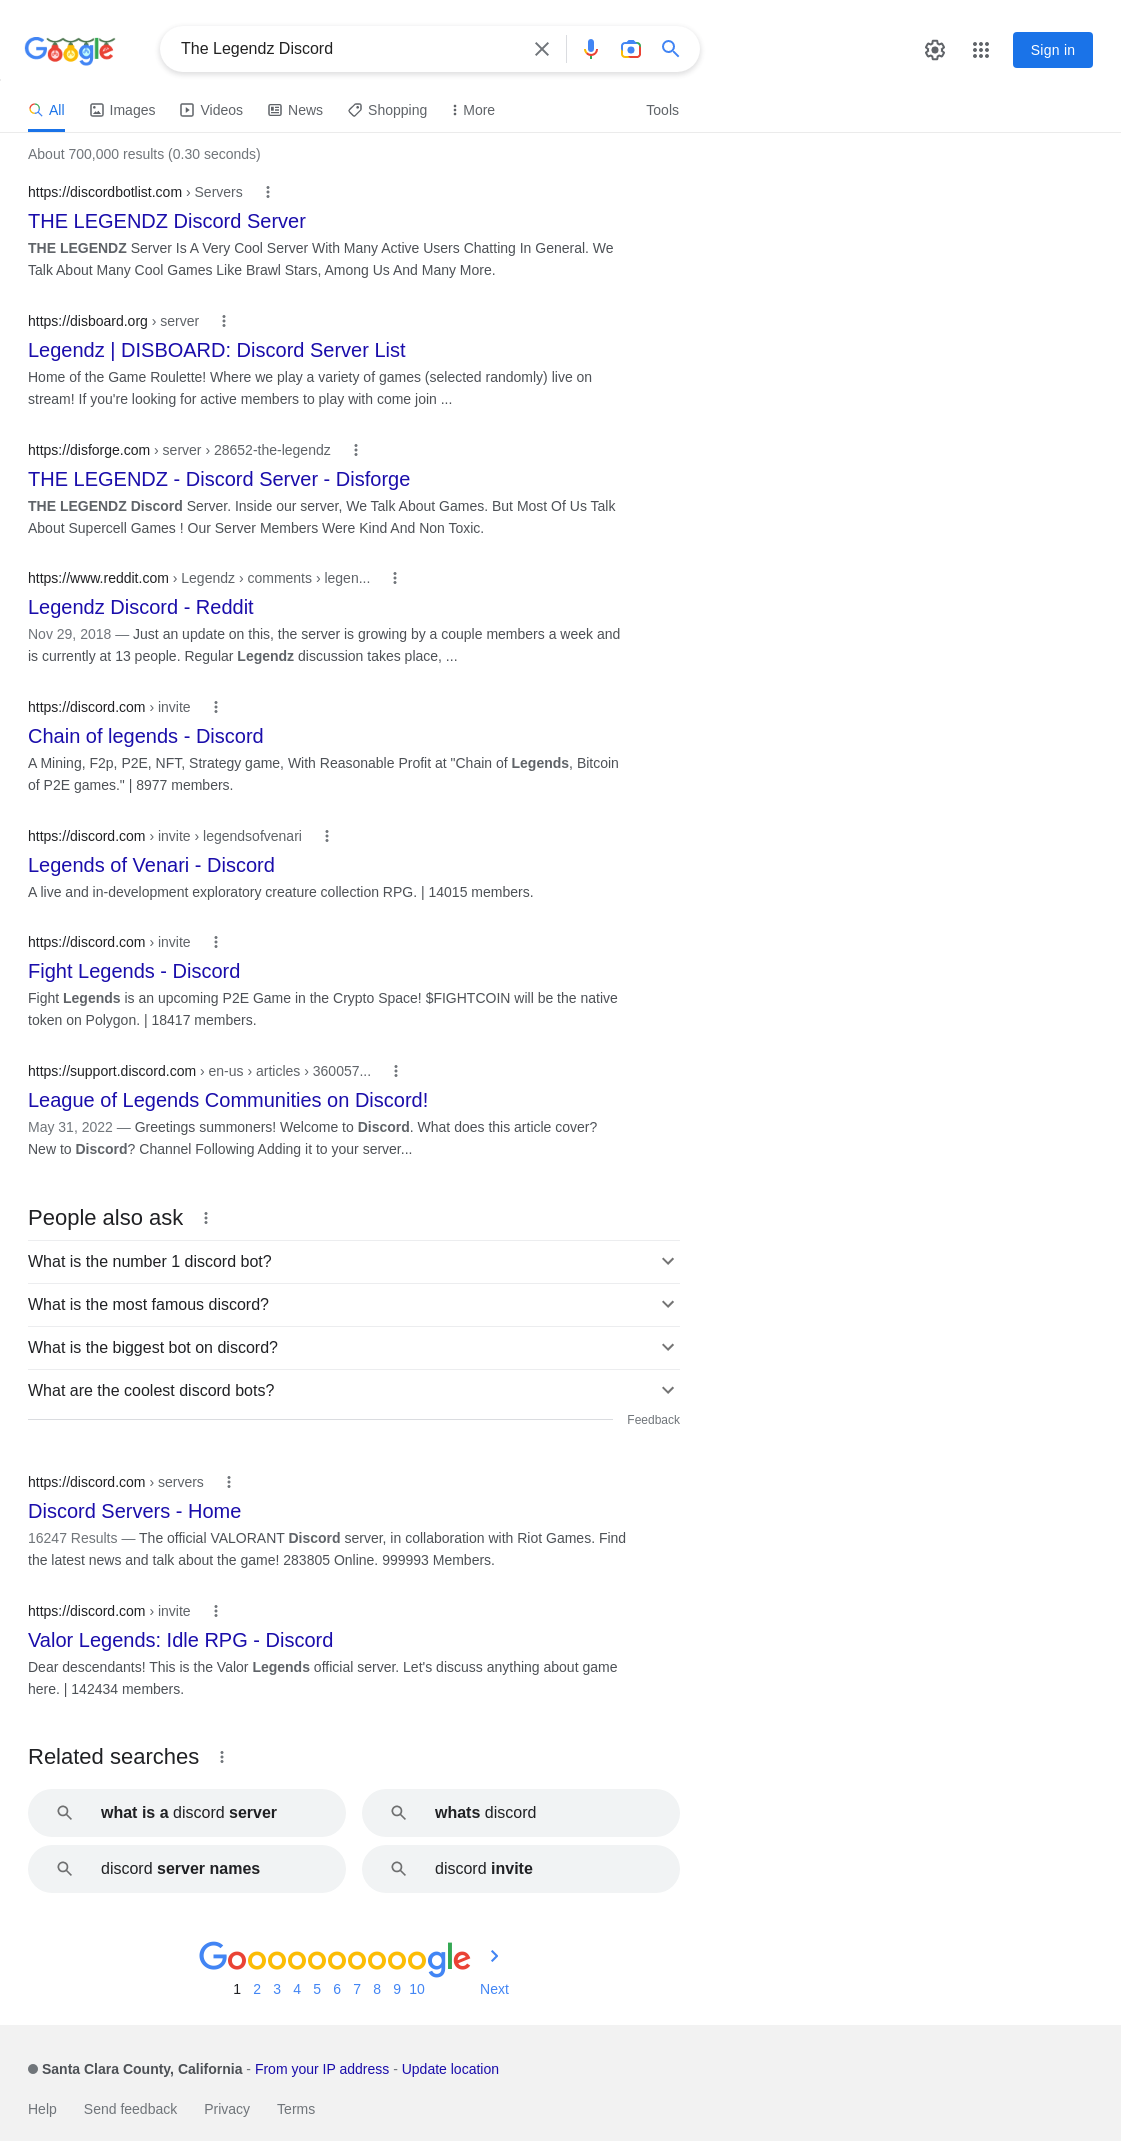 Google
The Legendz Discord
Sign in
All
Images
Videos
News
Shopping
More
Tools
About 700,000 results (0.30 seconds)
https://discordbotlist.com › Servers
THE LEGENDZ Discord Server
THE LEGENDZ Server Is A Very Cool Server With Many Active Users Chatting In General. We
Talk About Many Cool Games Like Brawl Stars, Among Us And Many More.
https://disboard.org › server
Legendz | DISBOARD: Discord Server List
Home of the Game Roulette! Where we play a variety of games (selected randomly) live on
stream! If you're looking for active members to play with come join ...
https://disforge.com › server › 28652-the-legendz
THE LEGENDZ - Discord Server - Disforge
THE LEGENDZ Discord Server. Inside our server, We Talk About Games. But Most Of Us Talk
About Supercell Games ! Our Server Members Were Kind And Non Toxic.
https://www.reddit.com › Legendz › comments › legen...
Legendz Discord - Reddit
Nov 29, 2018 — Just an update on this, the server is growing by a couple members a week and
is currently at 13 people. Regular Legendz discussion takes place, ...
https://discord.com › invite
Chain of legends - Discord
A Mining, F2p, P2E, NFT, Strategy game, With Reasonable Profit at "Chain of Legends, Bitcoin
of P2E games." | 8977 members.
https://discord.com › invite › legendsofvenari
Legends of Venari - Discord
A live and in-development exploratory creature collection RPG. | 14015 members.
https://discord.com › invite
Fight Legends - Discord
Fight Legends is an upcoming P2E Game in the Crypto Space! $FIGHTCOIN will be the native
token on Polygon. | 18417 members.
https://support.discord.com › en-us › articles › 360057...
League of Legends Communities on Discord!
May 31, 2022 — Greetings summoners! Welcome to Discord. What does this article cover?
New to Discord? Channel Following Adding it to your server...
People also ask
What is the number 1 discord bot?
What is the most famous discord?
What is the biggest bot on discord?
What are the coolest discord bots?
Feedback
https://discord.com › servers
Discord Servers - Home
16247 Results — The official VALORANT Discord server, in collaboration with Riot Games. Find
the latest news and talk about the game! 283805 Online. 999993 Members.
https://discord.com › invite
Valor Legends: Idle RPG - Discord
Dear descendants! This is the Valor Legends official server. Let's discuss anything about game
here. | 142434 members.
Related searches
what is a discord server
whats discord
discord server names
discord invite
Goooooooooogle
1 2 3 4 5 6 7 8 9 10 Next
Santa Clara County, California - From your IP address - Update location
Help Send feedback Privacy Terms